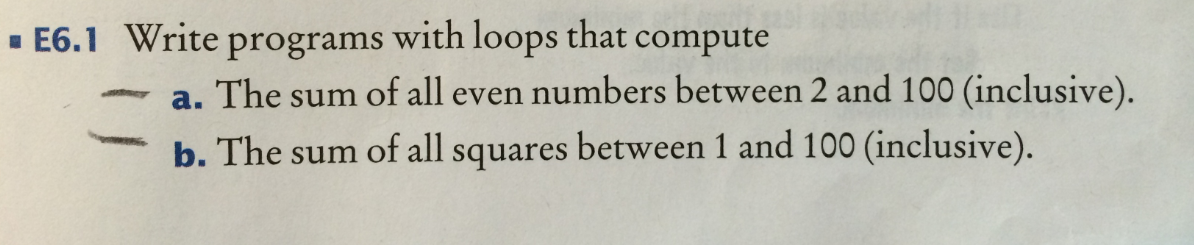 E6.1 Write programs with loops that compute
a. The sum of all even numbers between 2 and 100 (inclusive).
b. The sum of all squares between 1 and 100 (inclusive).